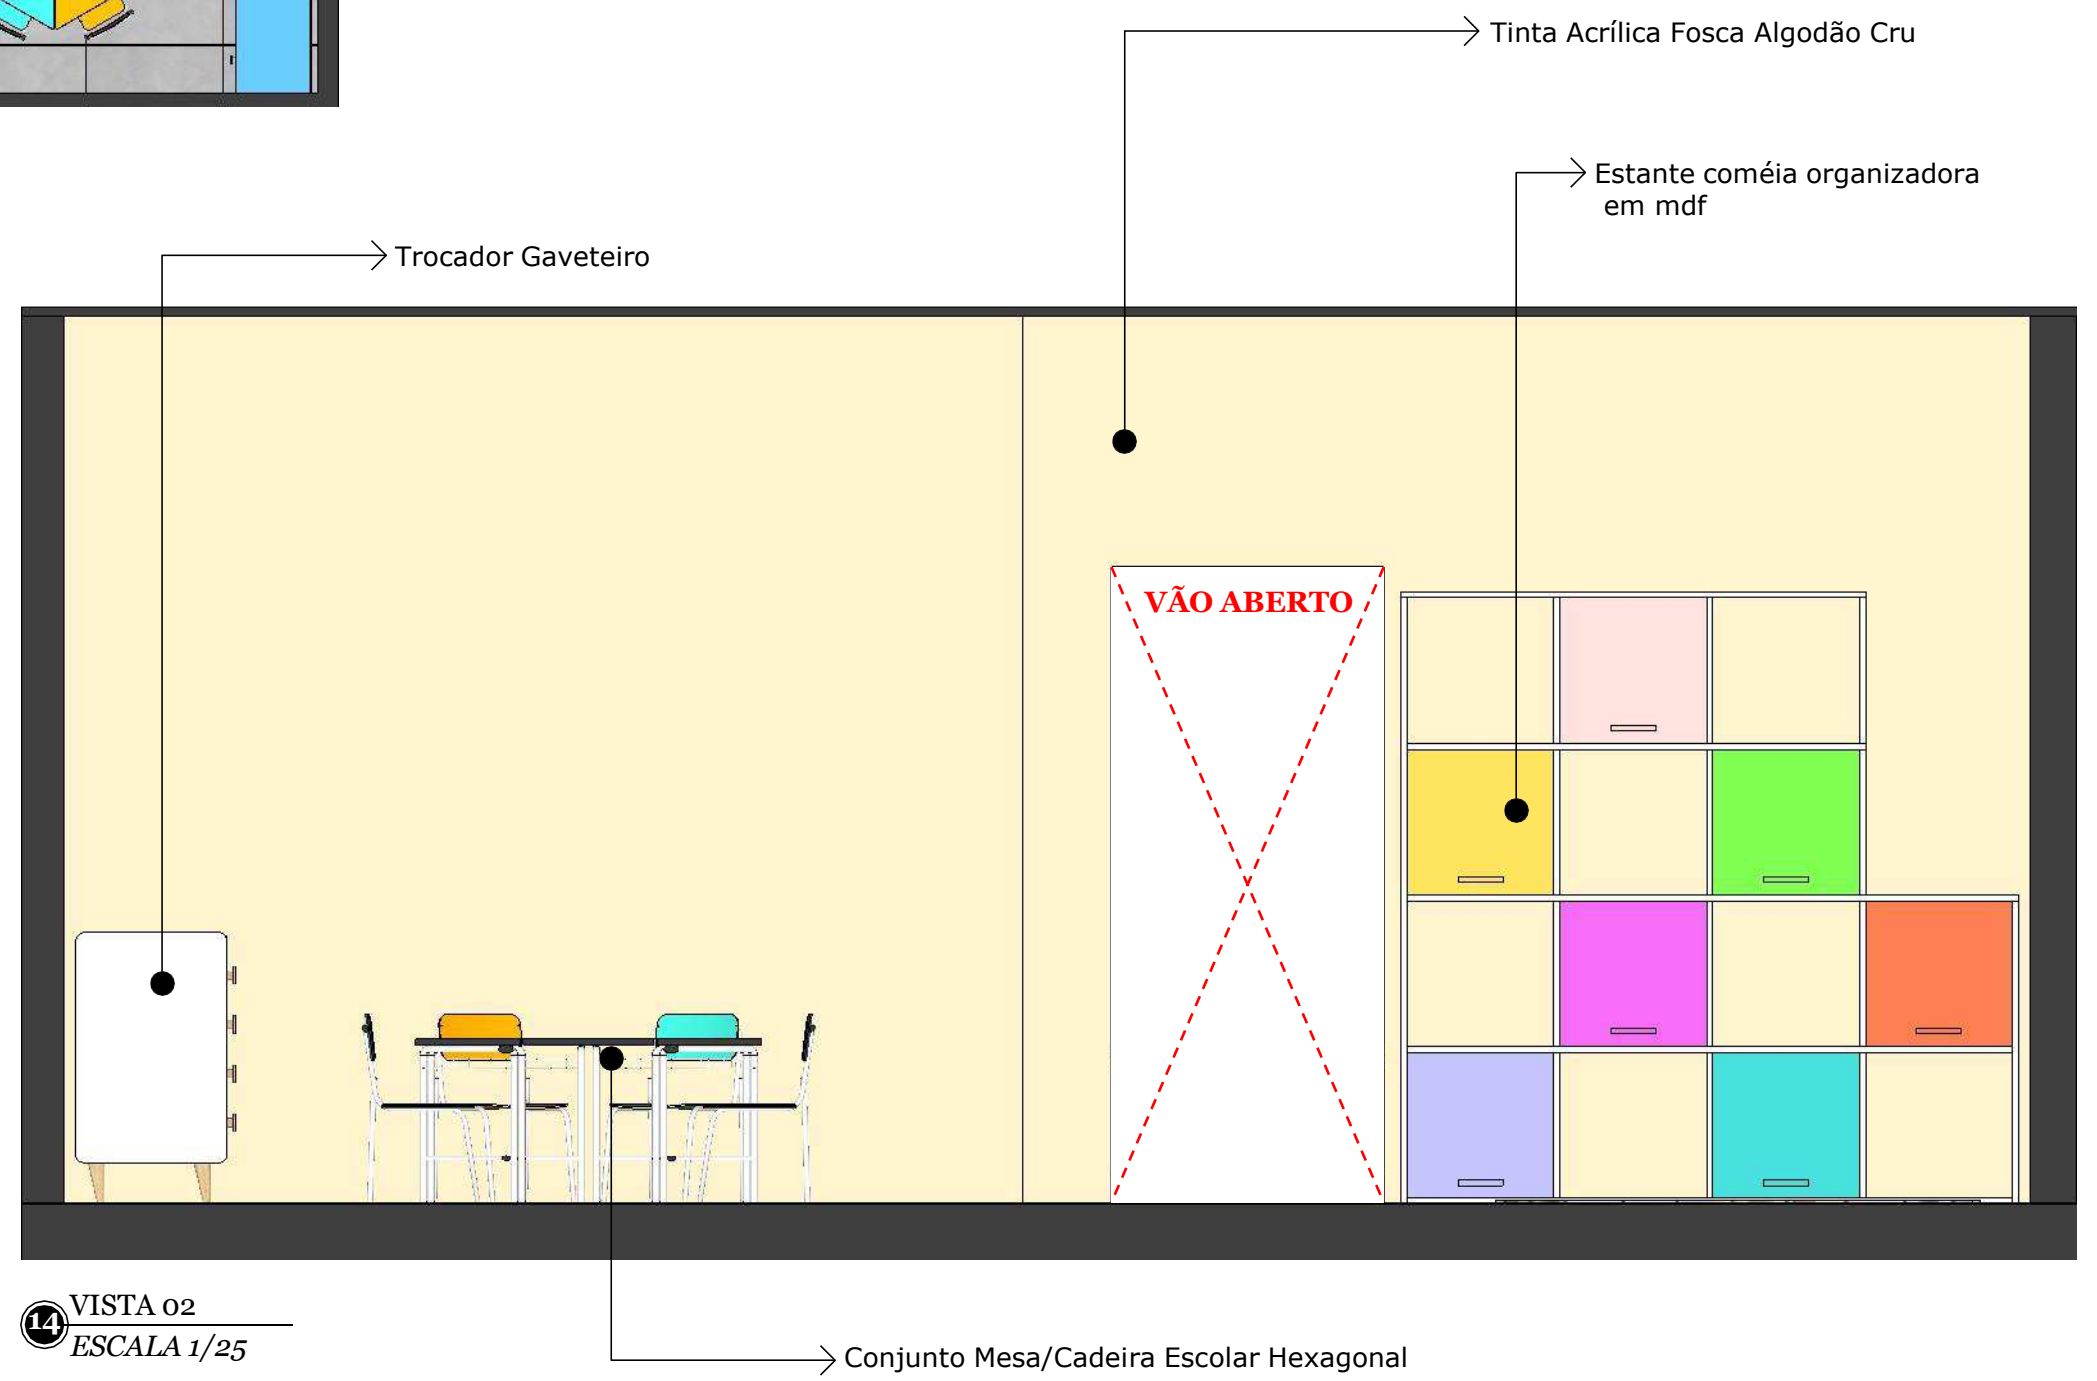 Tinta Acrílica Fosca Algodão Cru
Estante coméia organizadora
em mdf
Trocador Gaveteiro
VÃO ABERTO
14
VISTA 02
ESCALA 1/25
Conjunto Mesa/Cadeira Escolar Hexagonal